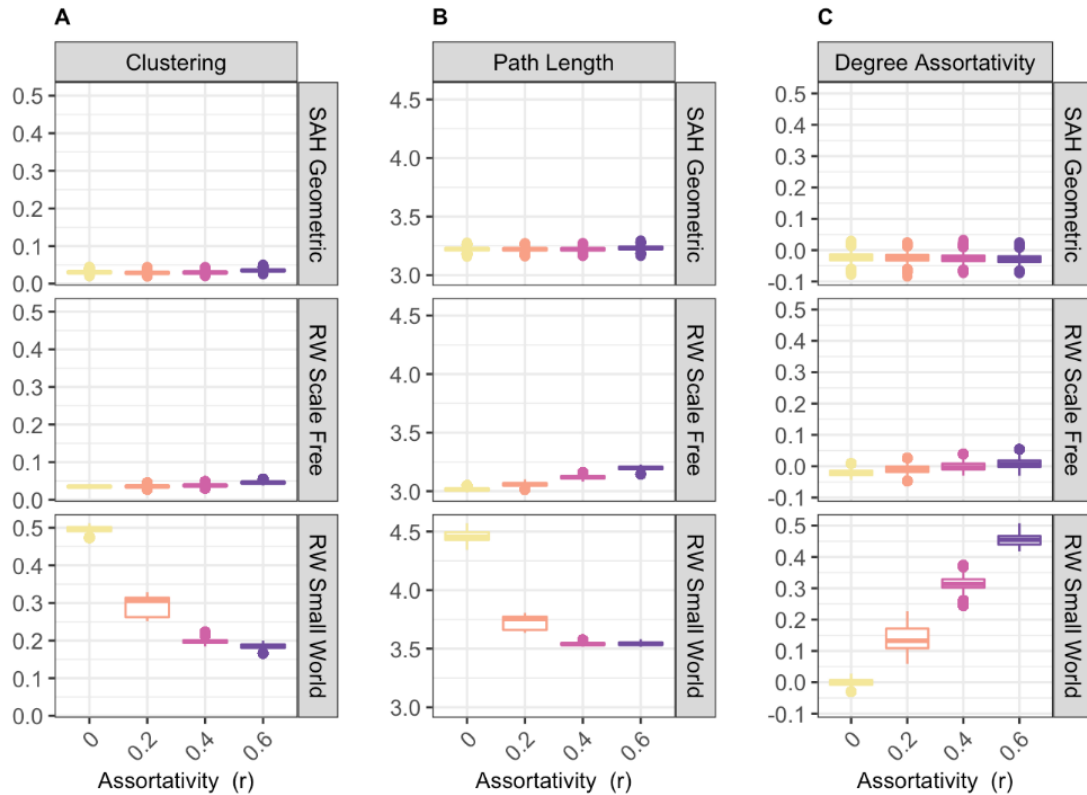 A
B
C
Clustering
Path Length
Degree Assortativity
0.5
0.4
0.3
0.2
0.1
0.0
SAH Geometric
4.5
4.0
3.5
3.0
SAH Geometric
0.5
0.4
0.3
0.2
0.1
0.0
-0.1
SAH Geometric
0.5
0.4
0.3
0.2
0.1
0.0
RW Scale Free
4.5
4.0
3.5
3.0
RW Scale Free
0.5
0.4
0.3
0.2
0.1
0.0
-0.1
RW Scale Free
0.5
0.4
0.3
0.2
0.1
0.0
RW Small World
4.5
4.0
3.5
3.0
RW Small World
0.5
0.4
0.3
0.2
0.1
0.0
-0.1
RW Small World
0 0.2 0.4 0.6
0 0.2 0.4 0.6
0 0.2 0.4 0.6
Assortativity (r)
Assortativity (r)
Assortativity (r)